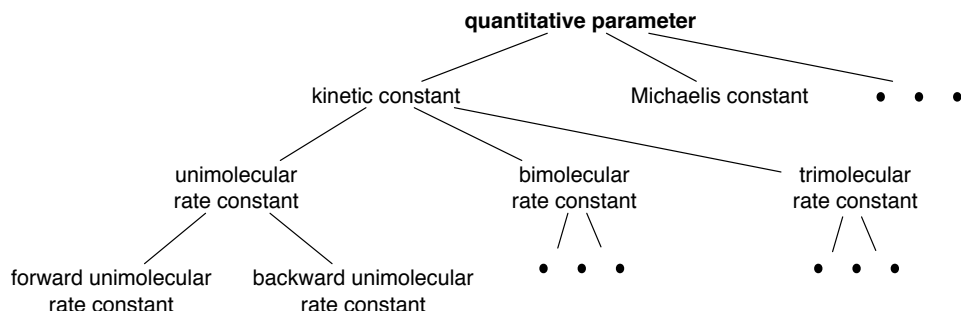 quantitative parameter
kinetic constant
Michaelis constant
unimolecular
rate constant
bimolecular
rate constant
trimolecular
rate constant
forward unimolecular
rate constant
backward unimolecular
rate constant